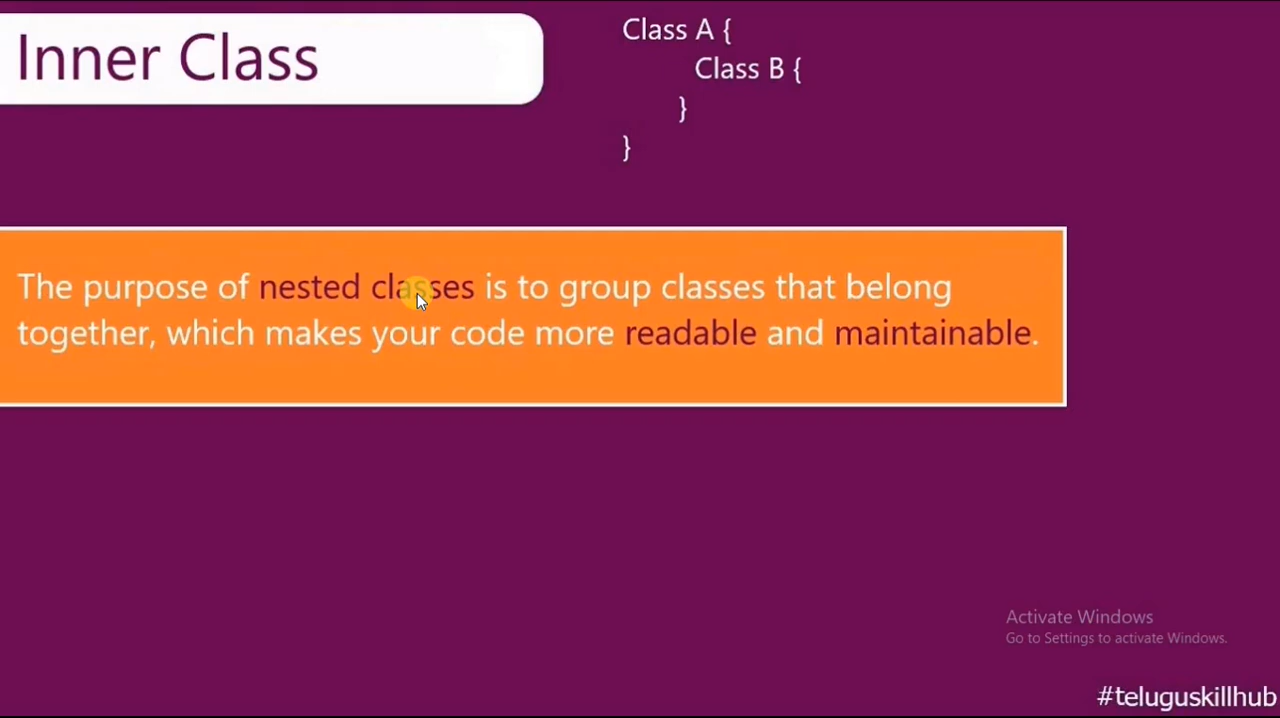 Inner Class
Class A {
Class B {
}
}
The purpose of nested classes is to group classes that belong
together, which makes your code more readable and maintainable.
Activate Windows
Go to Settings to activate Windows.
#teluguskillhub